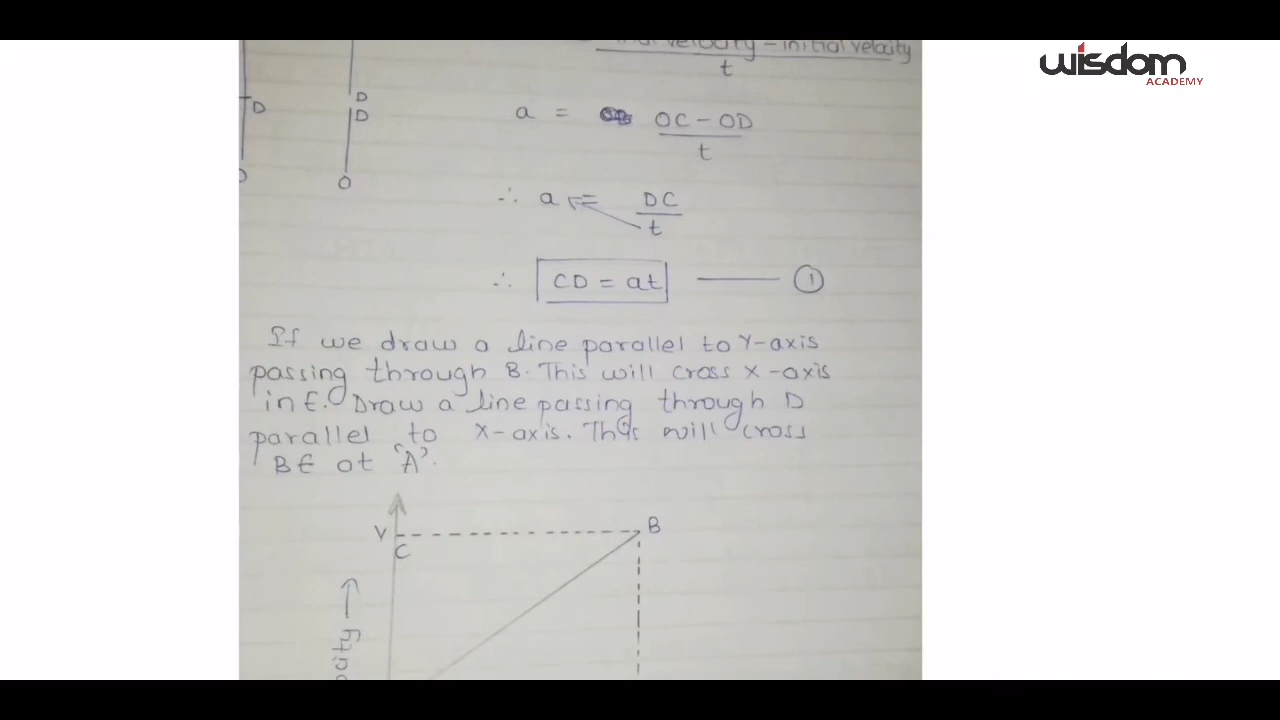 wisdom
ACADEMY
velocity - initial velocity
t
D
D
D
O
a = OC - OD
t
∴ a = DC
t
∴ CD = at ——— ①
If we draw a line parallel to Y-axis
passing through B. This will cross X-axis
in E. Draw a line passing through D
parallel to X-axis. This will cross
BE at 'A'.
V
C
B